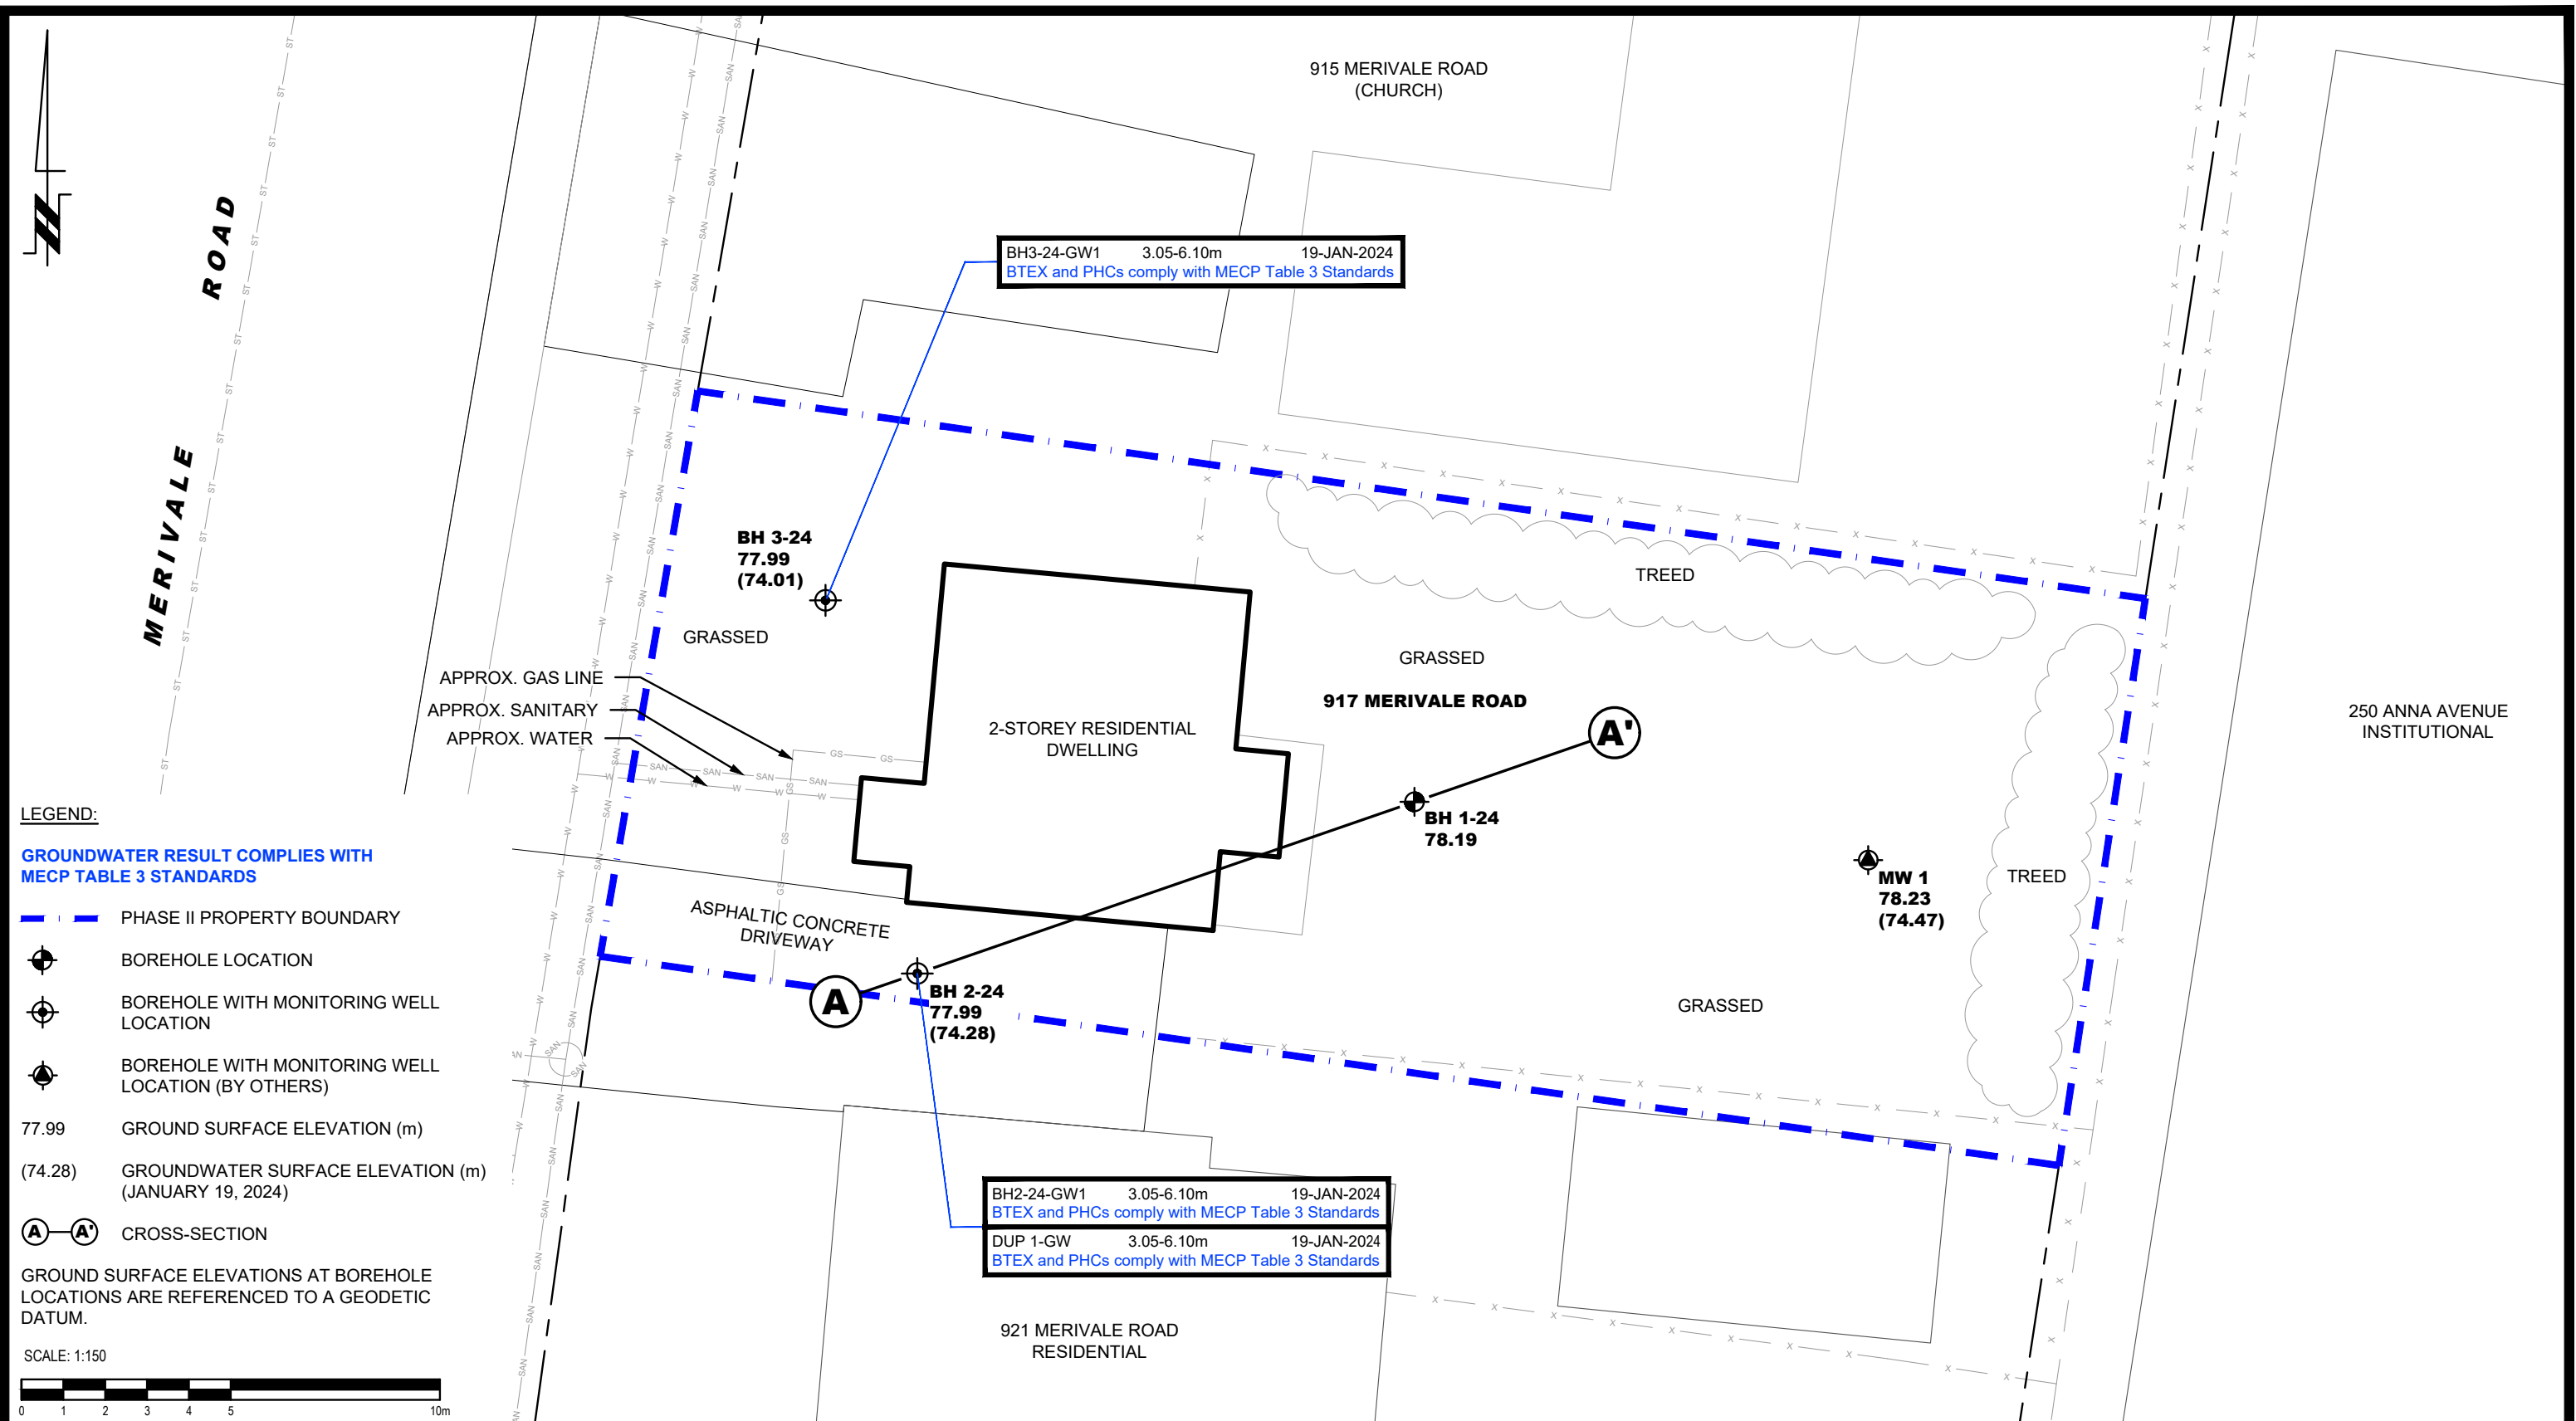 915 MERIVALE ROAD
(CHURCH)
MERIVALE ROAD
BH3-24-GW1 3.05-6.10m 19-JAN-2024
BTEX and PHCs comply with MECP Table 3 Standards
BH 3-24
77.99
(74.01)
GRASSED
TREED
GRASSED
917 MERIVALE ROAD
APPROX. GAS LINE
APPROX. SANITARY
APPROX. WATER
2-STOREY RESIDENTIAL
DWELLING
A'
250 ANNA AVENUE
INSTITUTIONAL
BH 1-24
78.19
MW 1
78.23
(74.47)
TREED
ASPHALTIC CONCRETE
DRIVEWAY
A
BH 2-24
77.99
(74.28)
GRASSED
BH2-24-GW1 3.05-6.10m 19-JAN-2024
BTEX and PHCs comply with MECP Table 3 Standards
DUP 1-GW 3.05-6.10m 19-JAN-2024
BTEX and PHCs comply with MECP Table 3 Standards
921 MERIVALE ROAD
RESIDENTIAL
LEGEND:
GROUNDWATER RESULT COMPLIES WITH
MECP TABLE 3 STANDARDS
PHASE II PROPERTY BOUNDARY
BOREHOLE LOCATION
BOREHOLE WITH MONITORING WELL
LOCATION
BOREHOLE WITH MONITORING WELL
LOCATION (BY OTHERS)
77.99 GROUND SURFACE ELEVATION (m)
(74.28) GROUNDWATER SURFACE ELEVATION (m)
(JANUARY 19, 2024)
A A' CROSS-SECTION
GROUND SURFACE ELEVATIONS AT BOREHOLE
LOCATIONS ARE REFERENCED TO A GEODETIC
DATUM.
SCALE: 1:150
0 1 2 3 4 5 10m